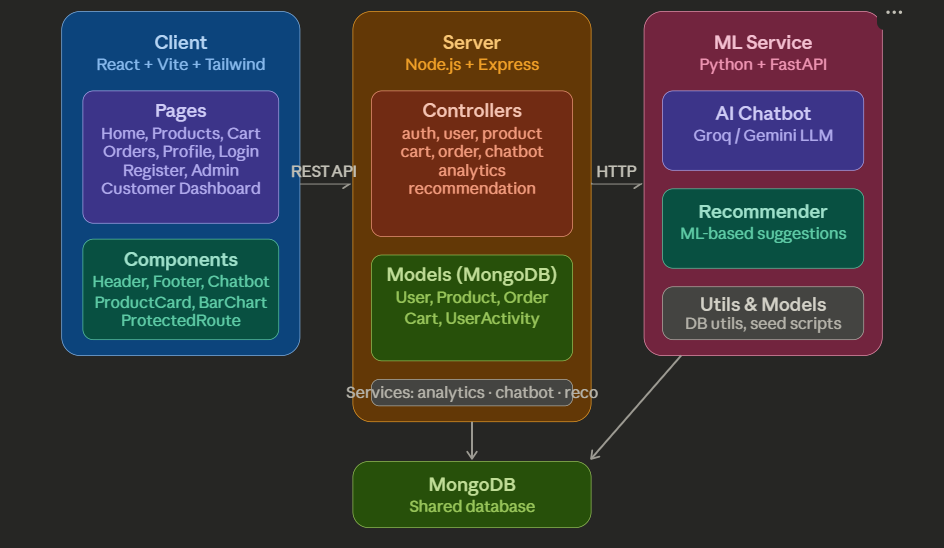 Client
React + Vite + Tailwind
Pages
Home, Products, Cart
Orders, Profile, Login
Register, Admin
Customer Dashboard
Components
Header, Footer, Chatbot
ProductCard, BarChart
ProtectedRoute
REST API
Server
Node.js + Express
Controllers
auth, user, product
cart, order, chatbot
analytics
recommendation
Models (MongoDB)
User, Product, Order
Cart, UserActivity
Services: analytics · chatbot · reco
HTTP
ML Service
Python + FastAPI
AI Chatbot
Groq / Gemini LLM
Recommender
ML-based suggestions
Utils & Models
DB utils, seed scripts
MongoDB
Shared database